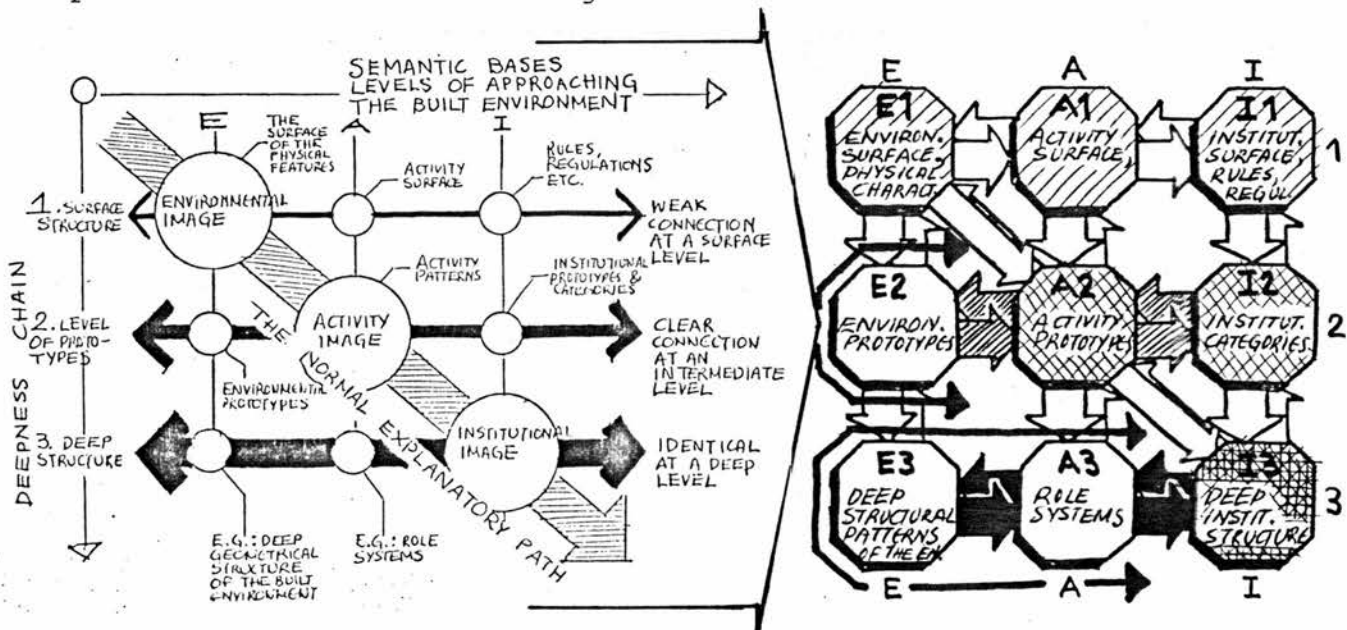 SEMANTIC BASES
LEVELS OF APPROACHING
THE BUILT ENVIRONMENT
E
A
I
THE
SURFACE
OF THE
PHYSICAL
FEATURES
ACTIVITY
SURFACE
RULES,
REGULATIONS
ETC.
DEEPNESS CHAIN
1. SURFACE
STRUCTURE
ENVIRONMENTAL
IMAGE
WEAK
CONNECTION
AT A SURFACE
LEVEL
ACTIVITY
PATTERNS
INSTITUTIONAL
PROTOTYPES &
CATEGORIES
2. LEVEL
OF PROTO-
TYPES
ACTIVITY
IMAGE
CLEAR
CONNECTION
AT AN
INTERMEDIATE
LEVEL
ENVIRONMENTAL
PROTOTYPES
THE NORMAL EXPLANATORY PATH
3. DEEP
STRUCTURE
INSTITUTIONAL
IMAGE
IDENTICAL
AT A DEEP
LEVEL
E.G.: DEEP
GEOMETRICAL
STRUCTURE
OF THE BUILT
ENVIRONMENT
E.G.: ROLE
SYSTEMS
E A I
E1
ENVIRON.
SURFACE,
PHYSICAL
CHARACT.
A1
ACTIVITY
SURFACE,
I1
INSTITUT.
SURFACE,
RULES,
REGUL.
1
E2
ENVIRON.
PROTOTYPES
A2
ACTIVITY
PROTOTYPES
I2
INSTITUT.
CATEGORIES.
2
E3
DEEP
STRUCTURAL
PATTERNS
OF THE EN.
A3
ROLE
SYSTEMS
I3
DEEP
INSTIT.
STRUCTURE
3
E A I